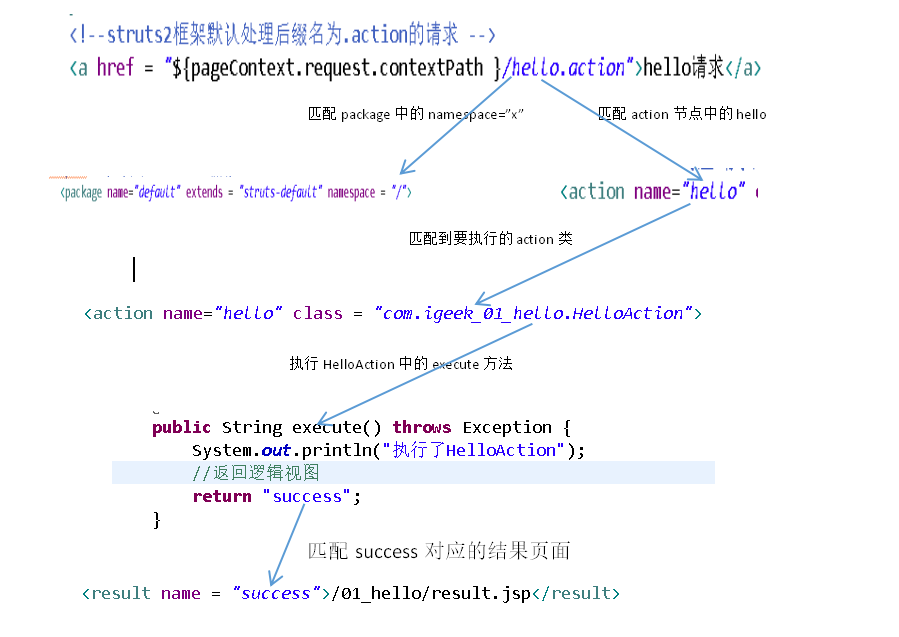 <!--struts2框架默认处理后缀名为.action的请求 -->
<a href = "${pageContext.request.contextPath }/hello.action">hello请求</a>
匹配 package 中的 namespace="x"
匹配 action 节点中的 hello
<package name="default" extends = "struts-default" namespace = "/">
<action name="hello"
匹配到要执行的 action 类
<action name="hello" class = "com.igeek_01_hello.HelloAction">
执行 HelloAction 中的 execute 方法
public String execute() throws Exception {
System.out.println("执行了HelloAction");
//返回逻辑视图
return "success";
}
匹配 success 对应的结果页面
<result name = "success">/01_hello/result.jsp</result>